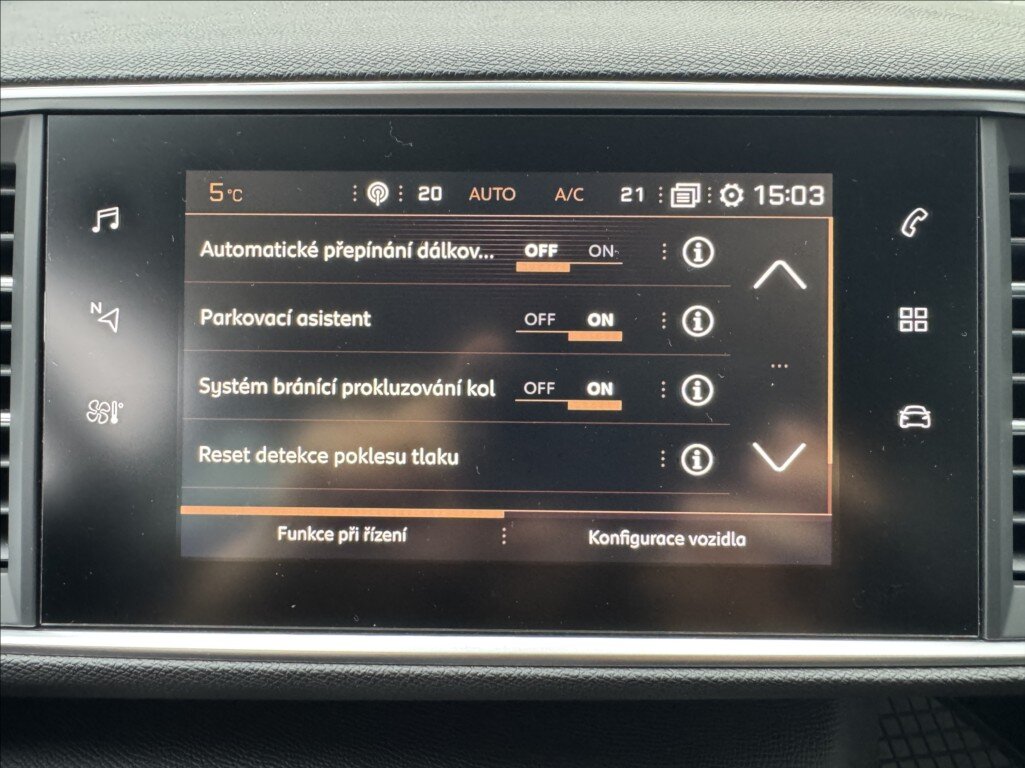 5 °C 20 AUTO A/C 21 15:03
Automatické přepínání dálkov... OFF ON
Parkovací asistent OFF ON
Systém bránící prokluzování kol OFF ON
Reset detekce poklesu tlaku
Funkce při řízení Konfigurace vozidla
N